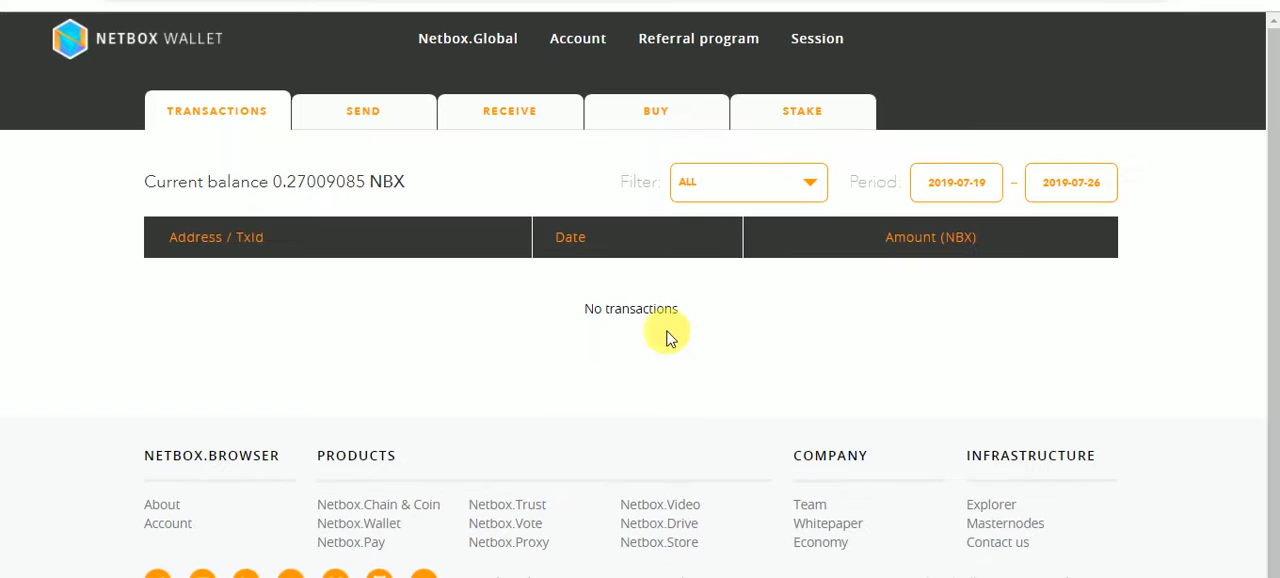 NETBOX WALLET
Netbox.Global Account Referral program Session
TRANSACTIONS SEND RECEIVE BUY STAKE
Current balance 0.27009085 NBX Filter: ALL Period: 2019-07-19 – 2019-07-26
Address / TxId Date Amount (NBX)
No transactions
NETBOX.BROWSER PRODUCTS COMPANY INFRASTRUCTURE
About Netbox.Chain & Coin Netbox.Trust Netbox.Video Team Explorer
Account Netbox.Wallet Netbox.Vote Netbox.Drive Whitepaper Masternodes
Netbox.Pay Netbox.Proxy Netbox.Store Economy Contact us